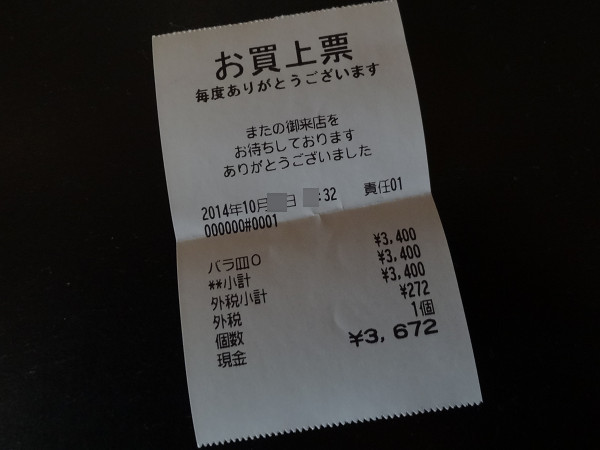 お買上票
毎度ありがとうございます
またの御来店を
お待ちしております
ありがとうございました
2014年10月 日 :32 責任01
000000#0001
バラ皿〇 ¥3,400
**小計 ¥3,400
外税小計 ¥3,400
外税 ¥272
個数 1個
現金 ¥3,672